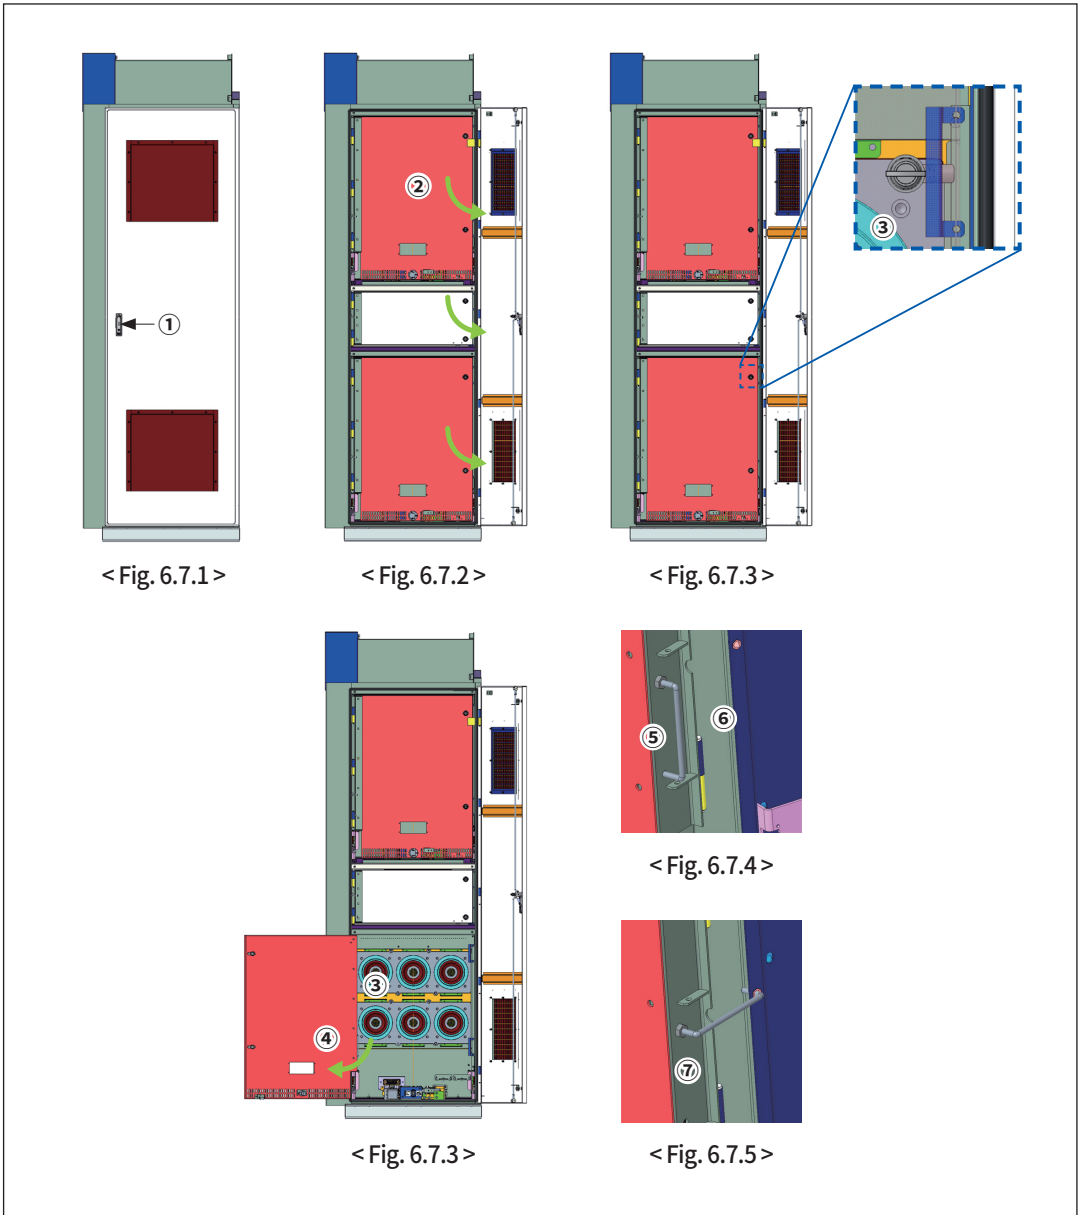 ①
②
③
< Fig. 6.7.1 >
< Fig. 6.7.2 >
< Fig. 6.7.3 >
③
④
⑤
⑥
< Fig. 6.7.4 >
⑦
< Fig. 6.7.3 >
< Fig. 6.7.5 >